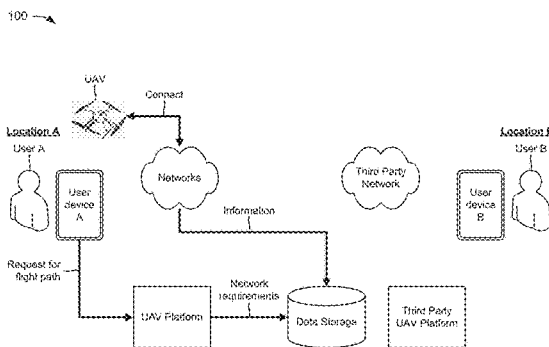 100
UAV
Connect
Location A
User A
Location B
User B
User
device
A
Networks
Third Party
Network
User
device
B
Information
Request for
flight path
Network
requirements
UAV Platform
Data Storage
Third Party
UAV Platform